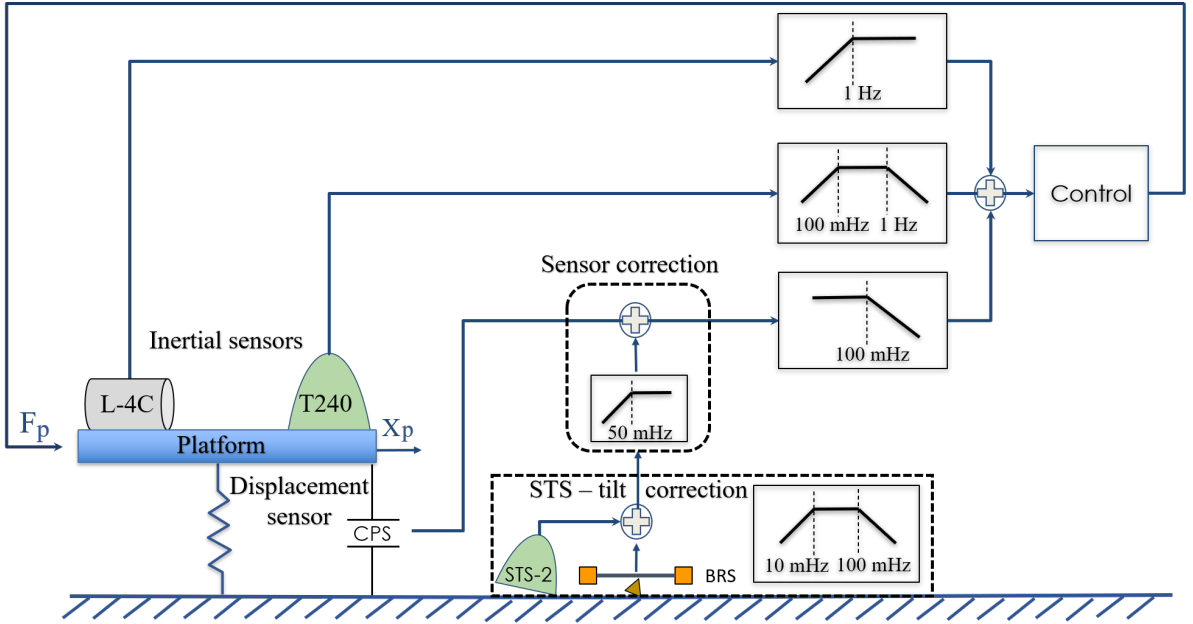 1 Hz
100 mHz 1 Hz
Control
Sensor correction
100 mHz
Inertial sensors
L-4C
T240
50 mHz
Fp
Platform
Xp
Displacement
sensor
CPS
STS – tilt correction
10 mHz 100 mHz
STS-2
BRS